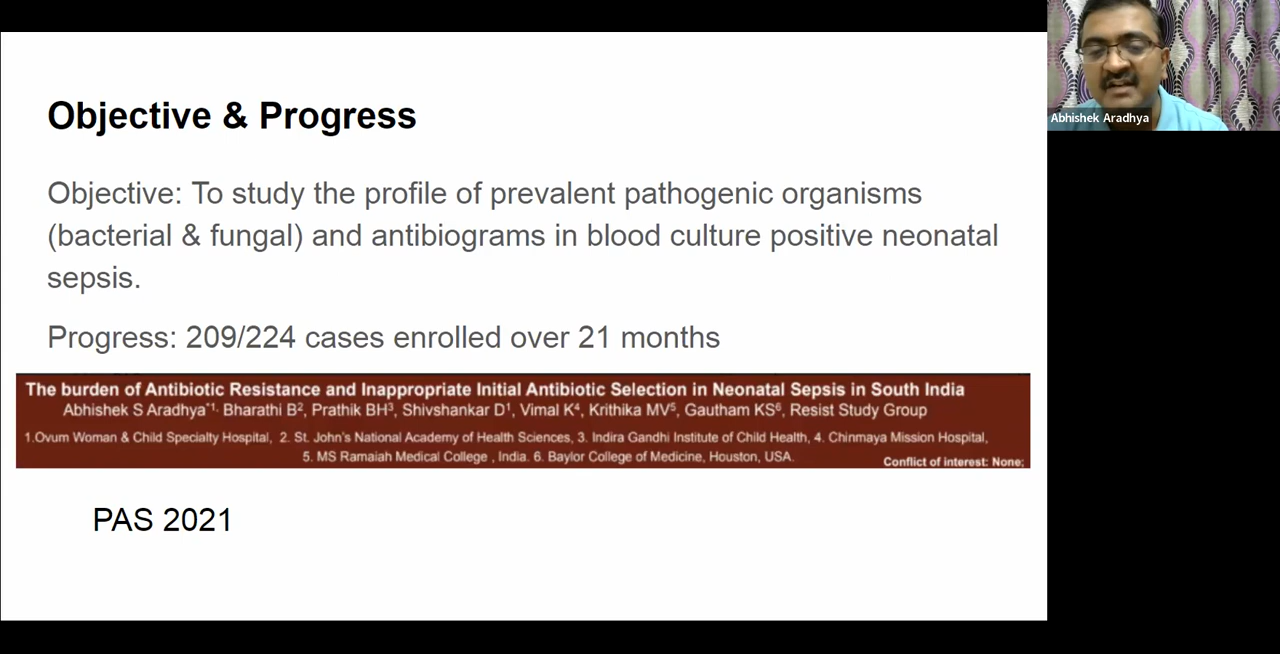 Objective & Progress
Objective: To study the profile of prevalent pathogenic organisms
(bacterial & fungal) and antibiograms in blood culture positive neonatal
sepsis.
Progress: 209/224 cases enrolled over 21 months
The burden of Antibiotic Resistance and Inappropriate Initial Antibiotic Selection in Neonatal Sepsis in South India
Abhishek S Aradhya*1, Bharathi B2, Prathik BH3, Shivshankar D1, Vimal K4, Krithika MV5, Gautham KS6, Resist Study Group
1.Ovum Woman & Child Specialty Hospital, 2. St. John's National Academy of Health Sciences, 3. Indira Gandhi Institute of Child Health, 4. Chinmaya Mission Hospital,
5. MS Ramaiah Medical College , India. 6. Baylor College of Medicine, Houston, USA.
Conflict of interest: None;
PAS 2021
Abhishek Aradhya